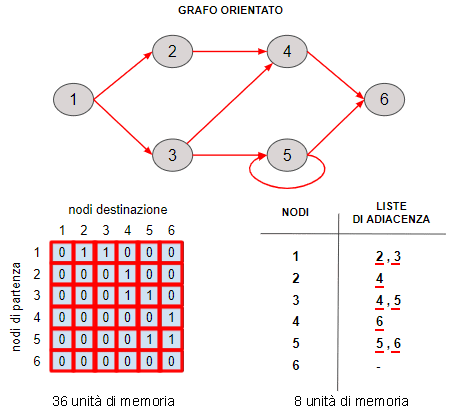 GRAFO ORIENTATO
2
4
1
6
3
5
nodi destinazione
1 2 3 4 5 6
nodi di partenza
1 0 1 1 0 0 0
2 0 0 0 1 0 0
3 0 0 0 1 1 0
4 0 0 0 0 0 1
5 0 0 0 0 1 1
6 0 0 0 0 0 0
36 unità di memoria
NODI LISTE
DI ADIACENZA
1 2 , 3
2 4
3 4 , 5
4 6
5 5 , 6
6 -
8 unità di memoria